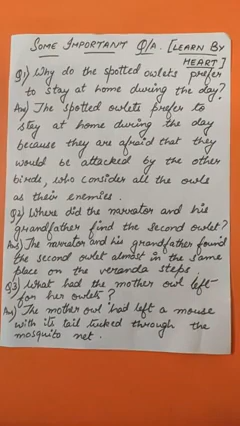 SOME IMPORTANT Q/A. [LEARN BY
HEART]
Q1) Why do the spotted owlets prefer
to stay at home during the day?
Ans) The spotted owlets prefer to
stay at home during the day
because they are afraid that they
would be attacked by the other
birds, who consider all the owls
as their enemies.
Q2) Where did the narrator and his
grandfather find the second owlet?
Ans) The narrator and his grandfather found
the second owlet almost in the same
place on the veranda steps.
Q3) What had the mother owl left
for her owlets?
Ans) The mother owl had left a mouse
with its tail tucked through the
mosquito net.